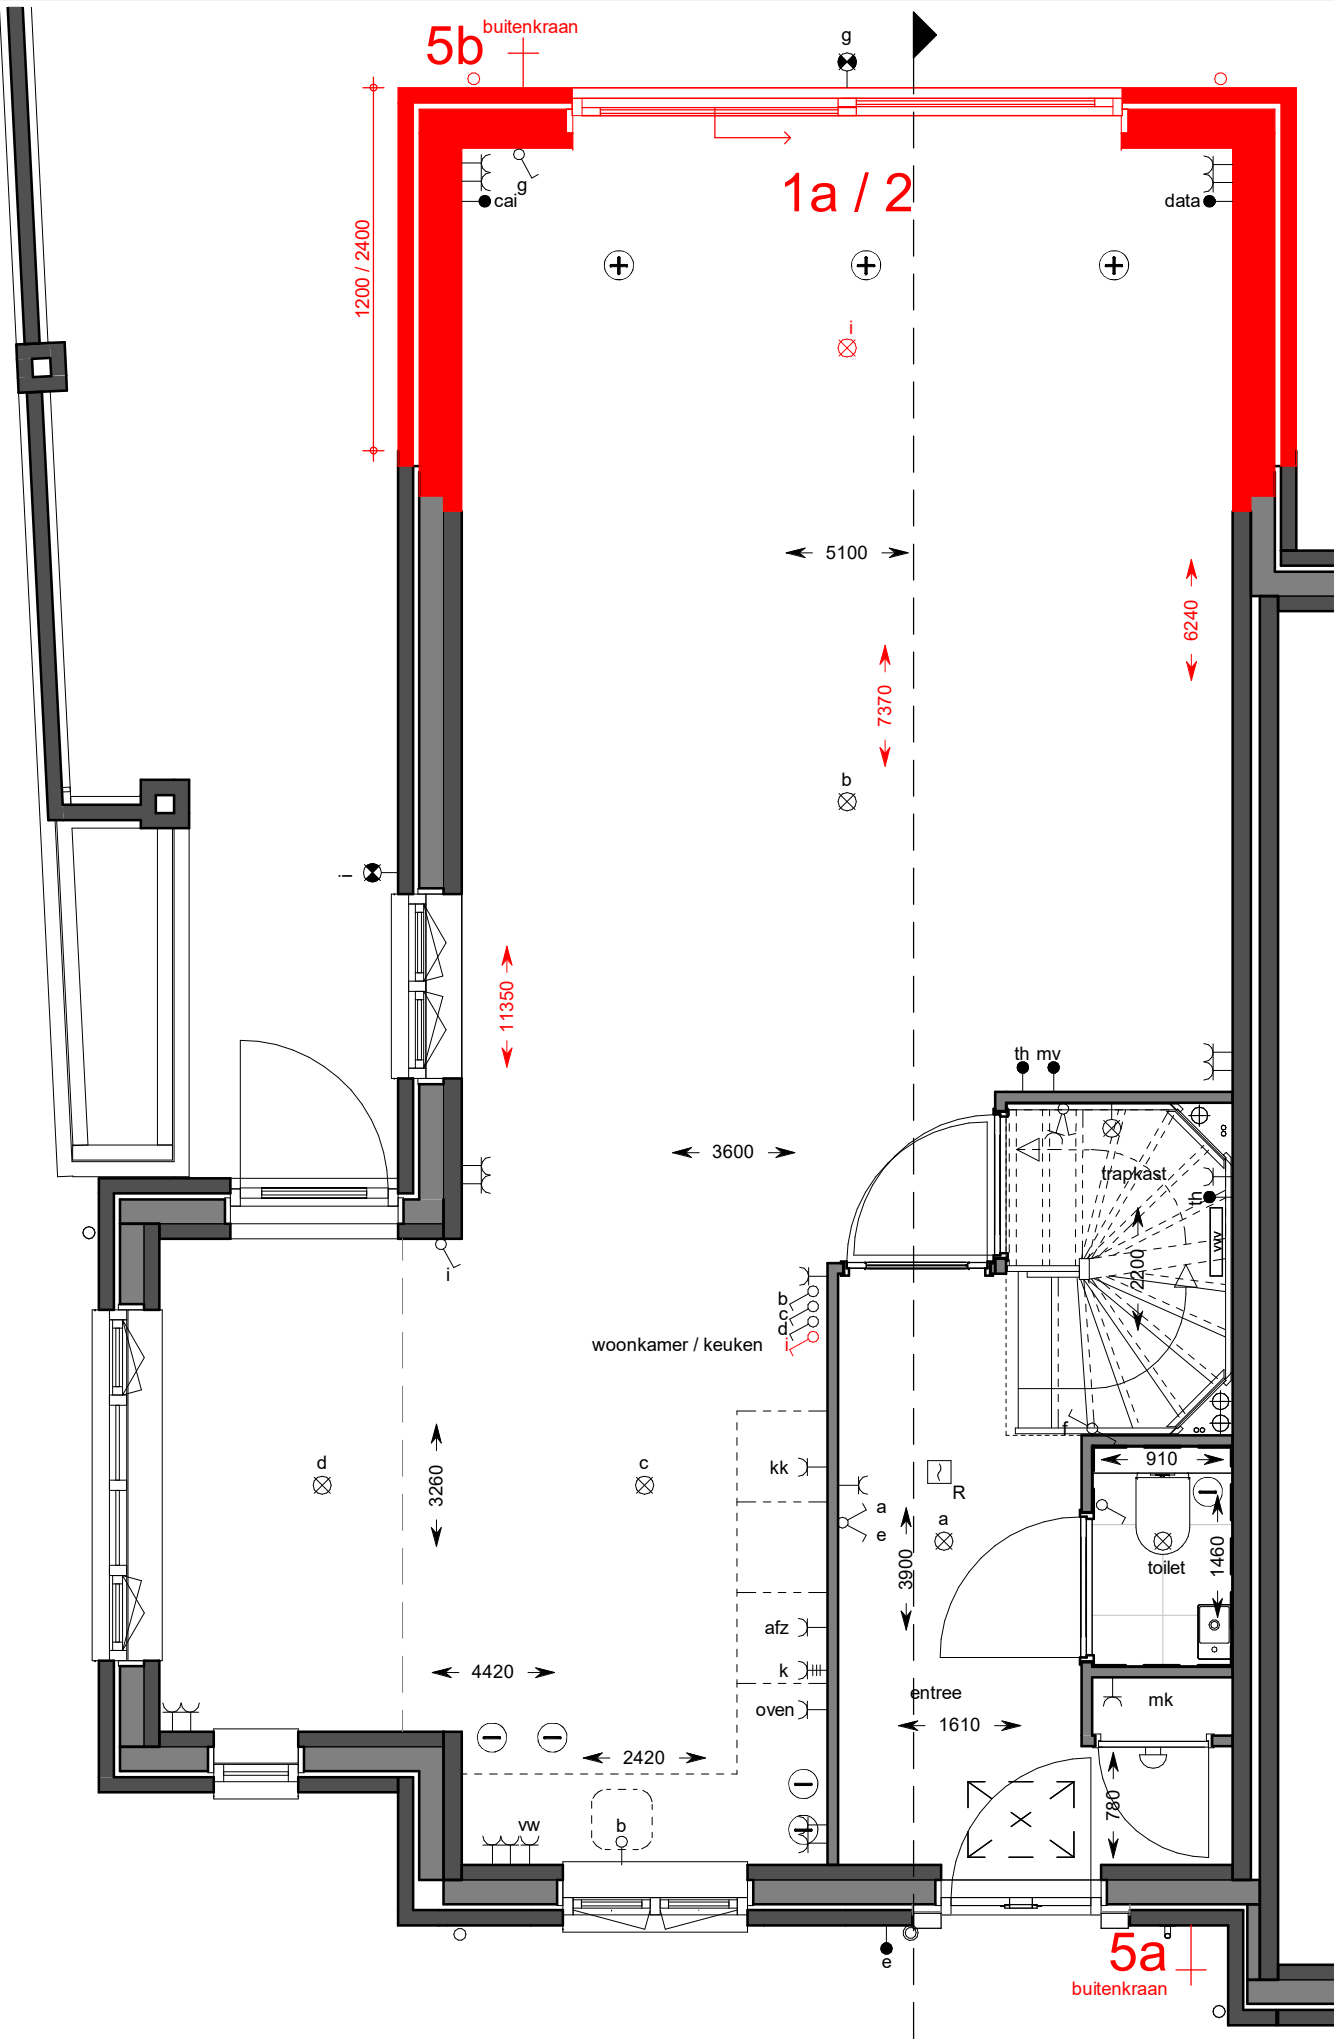 5b
buitenkraan
g
g
cai
1a / 2
data
1200 / 2400
i
5100
6240
7370
b
i
11350
th mv
3600
trapkast
th
vw
2200
i
b
c
d
i
woonkamer / keuken
f
910
d
c
3260
kk
a
e
R
a
3900
1460
toilet
afz
k
oven
4420
entree
1610
mk
2420
780
vw
b
e
5a
buitenkraan